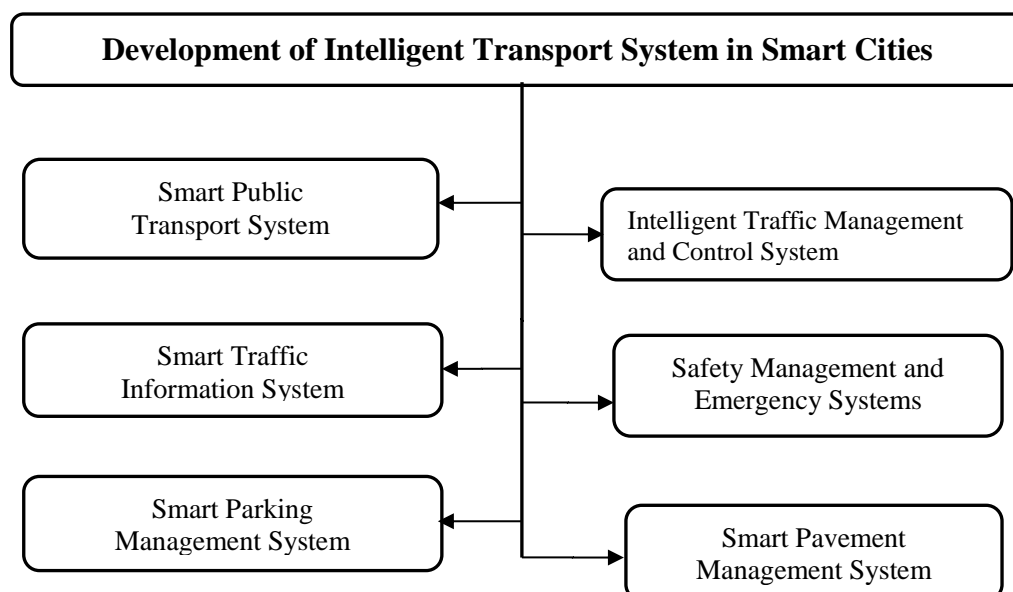 Development of Intelligent Transport System in Smart Cities
Smart Public
Transport System
Intelligent Traffic Management
and Control System
Smart Traffic
Information System
Safety Management and
Emergency Systems
Smart Parking
Management System
Smart Pavement
Management System